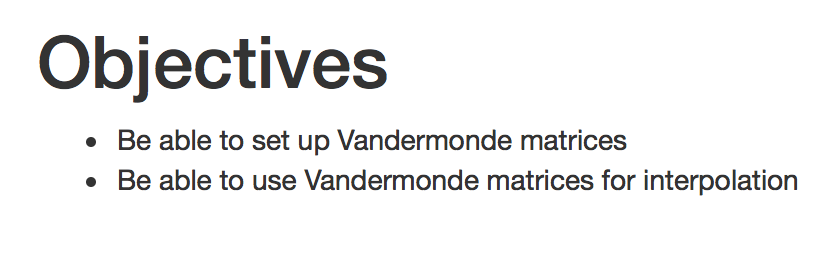 Objectives
• Be able to set up Vandermonde matrices
• Be able to use Vandermonde matrices for interpolation